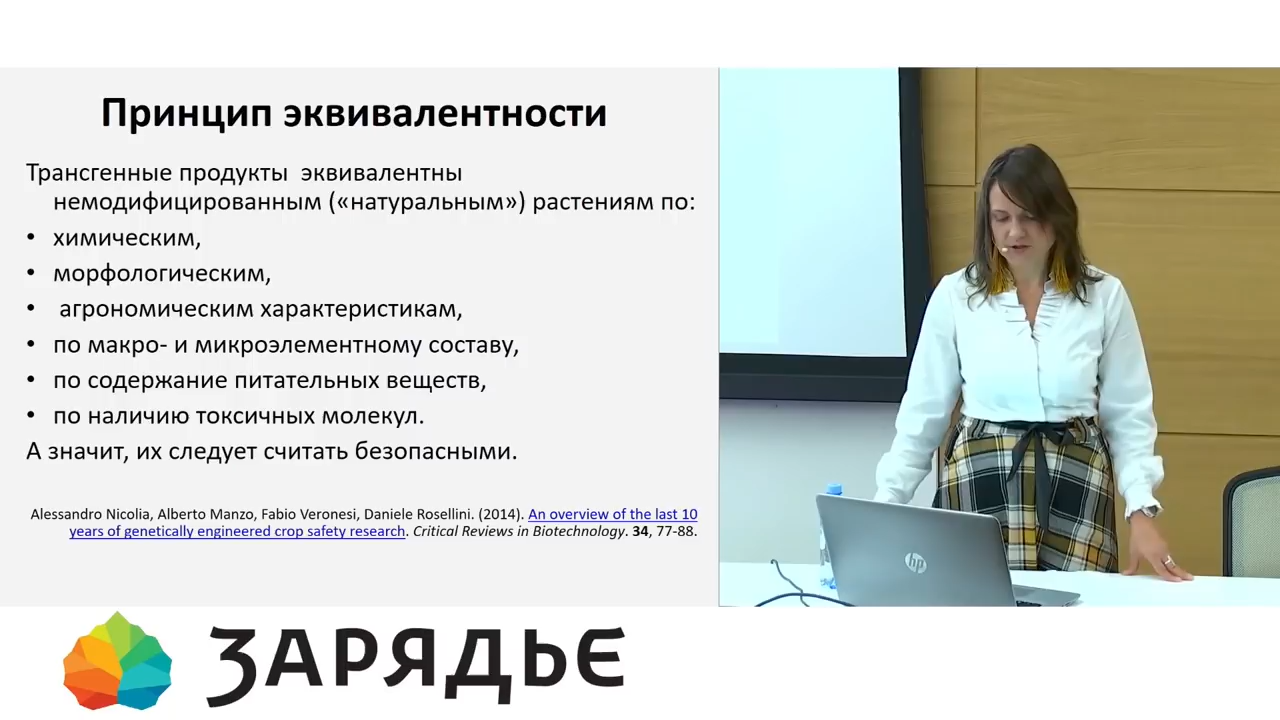 Принцип эквивалентности
Трансгенные продукты эквивалентны
немодифицированным («натуральным») растениям по:
• химическим,
• морфологическим,
• агрономическим характеристикам,
• по макро- и микроэлементному составу,
• по содержание питательных веществ,
• по наличию токсичных молекул.
А значит, их следует считать безопасными.
Alessandro Nicolia, Alberto Manzo, Fabio Veronesi, Daniele Rosellini. (2014). An overview of the last 10
years of genetically engineered crop safety research. Critical Reviews in Biotechnology. 34, 77-88.
hp
ЗАРЯДЬЕ